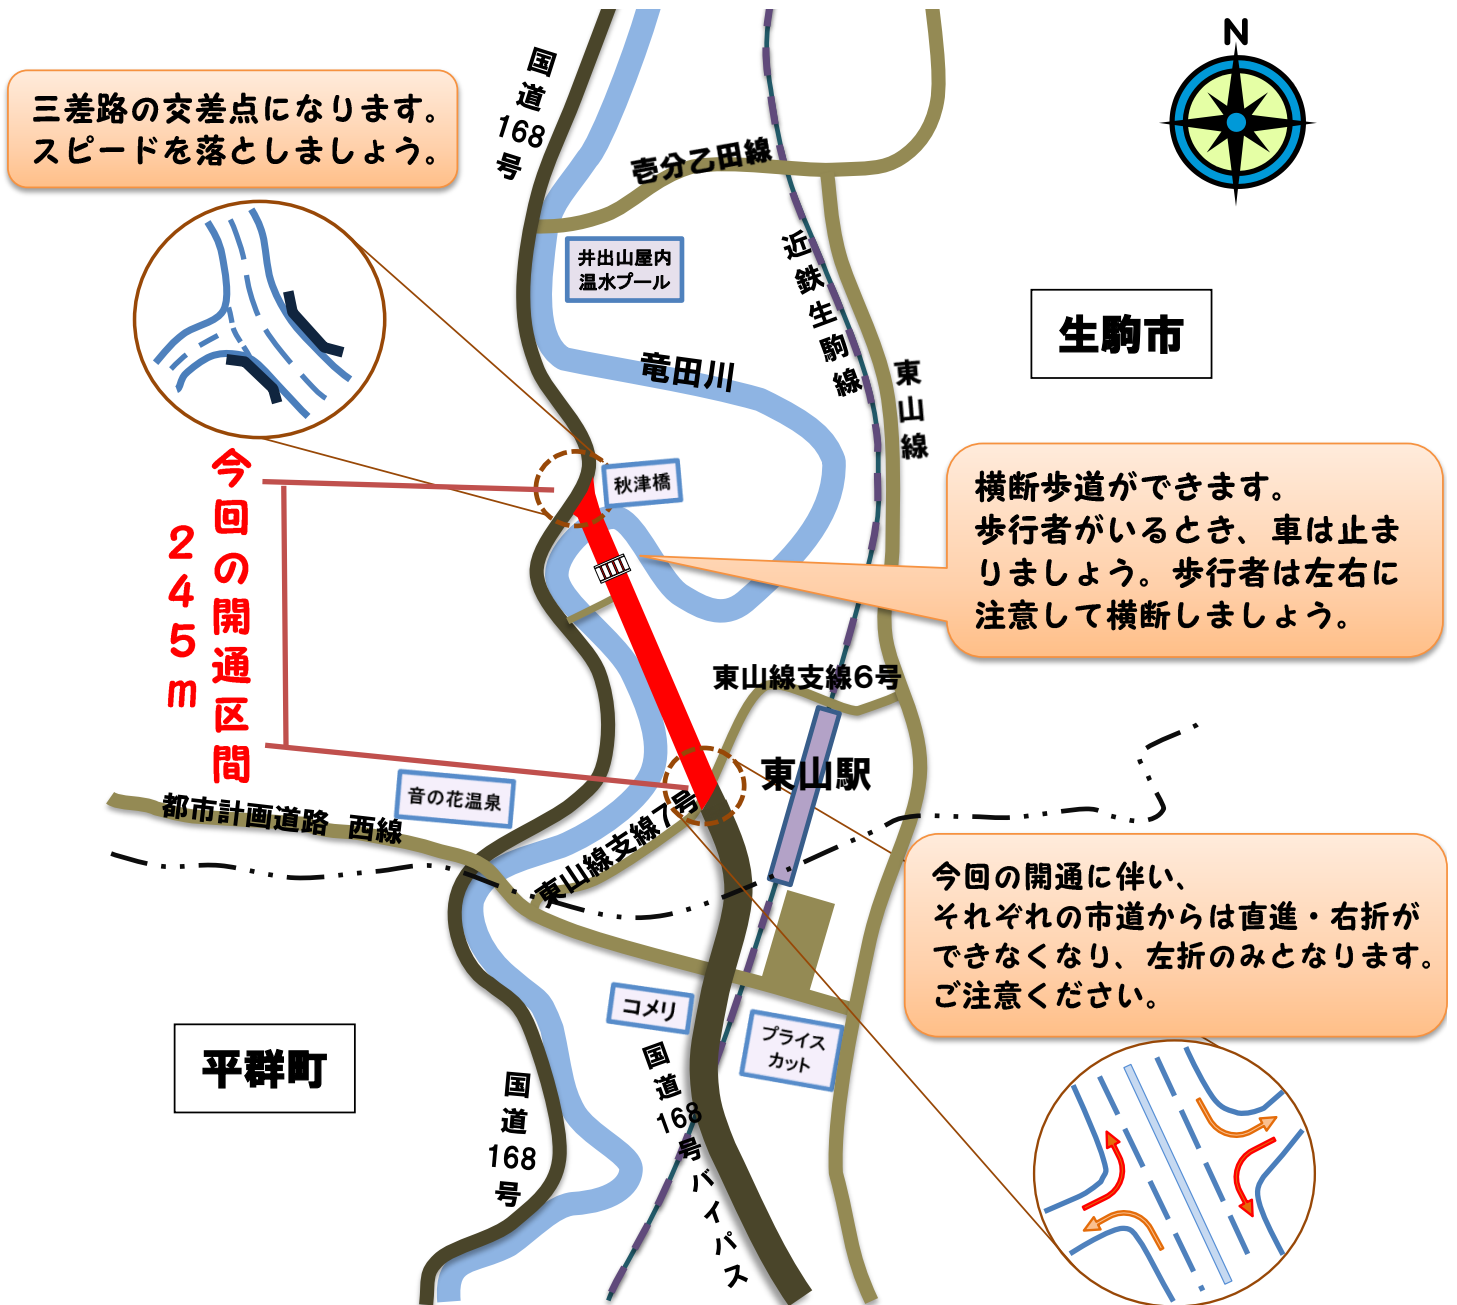 三差路の交差点になります。
スピードを落としましょう。
国道168号
N
壱分乙田線
井出山屋内
温水プール
近鉄生駒線
生駒市
竜田川
東山線
今回の開通区間
245m
秋津橋
横断歩道ができます。
歩行者がいるとき、車は止ま
りましょう。歩行者は左右に
注意して横断しましょう。
東山線支線6号
東山駅
音の花温泉
都市計画道路 西線
東山線支線7号
今回の開通に伴い、
それぞれの市道からは直進・右折が
できなくなり、左折のみとなります。
ご注意ください。
コメリ
プライス
カット
平群町
国道168号
国道168号バイパス